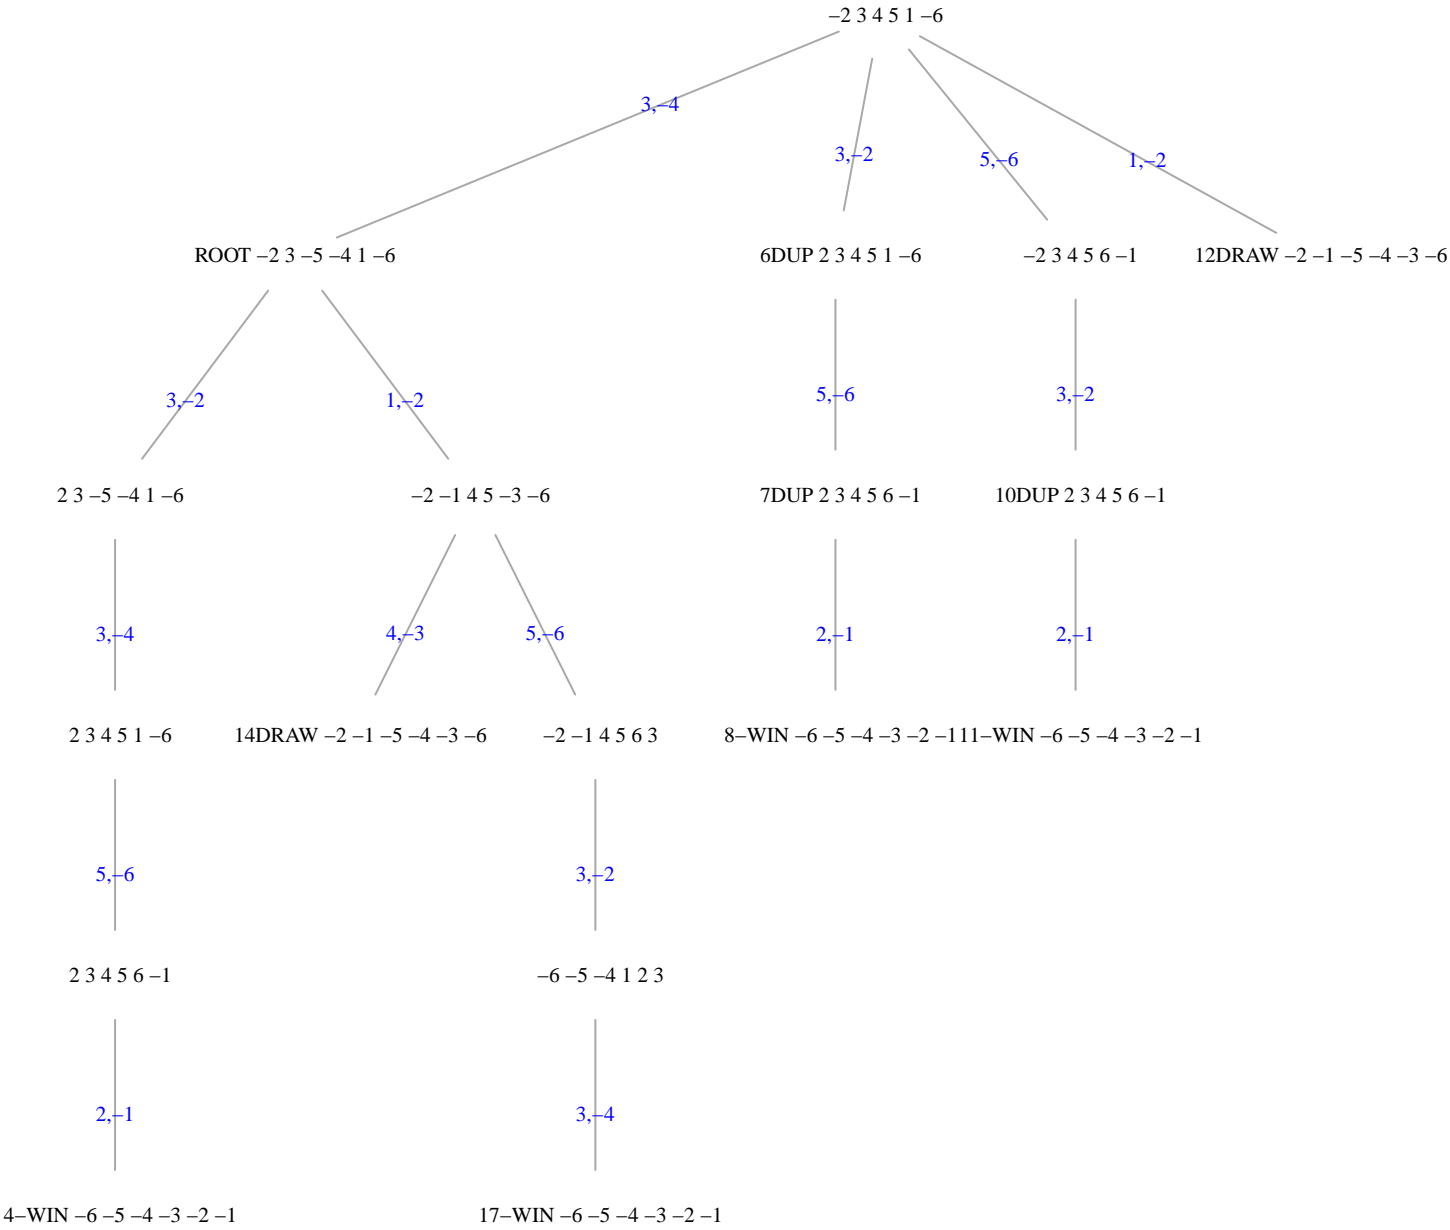 –2 3 4 5 1 –6
3,–4
3,–2
5,–6
1,–2
ROOT –2 3 –5 –4 1 –6
6DUP 2 3 4 5 1 –6
–2 3 4 5 6 –1
12DRAW –2 –1 –5 –4 –3 –6
3,–2
1,–2
5,–6
3,–2
2 3 –5 –4 1 –6
–2 –1 4 5 –3 –6
7DUP 2 3 4 5 6 –1
10DUP 2 3 4 5 6 –1
3,–4
4,–3
5,–6
2,–1
2,–1
2 3 4 5 1 –6
14DRAW –2 –1 –5 –4 –3 –6
–2 –1 4 5 6 3
8–WIN –6 –5 –4 –3 –2 –1
11–WIN –6 –5 –4 –3 –2 –1
5,–6
3,–2
2 3 4 5 6 –1
–6 –5 –4 1 2 3
2,–1
3,–4
4–WIN –6 –5 –4 –3 –2 –1
17–WIN –6 –5 –4 –3 –2 –1